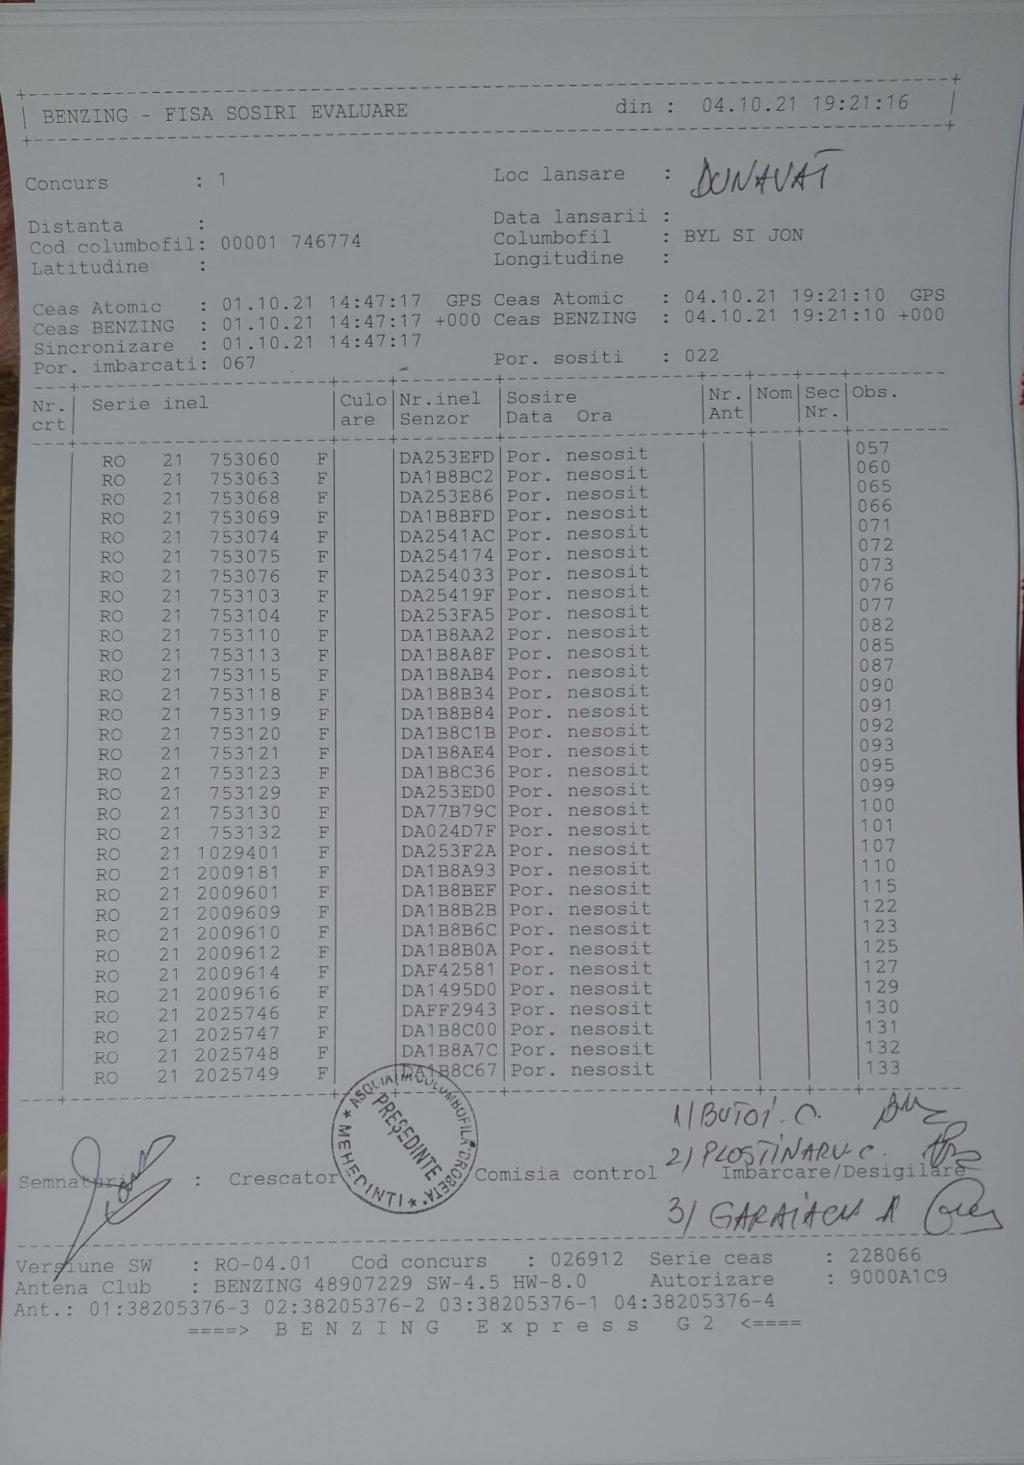 BENZING - FISA SOSIRI EVALUARE din : 04.10.21 19:21:16
Concurs : 1 Loc lansare : DUNAVAT
Distanta : Data lansarii :
Cod columbofil: 00001 746774 Columbofil : BYL SI JON
Latitudine : Longitudine :
Ceas Atomic : 01.10.21 14:47:17 GPS Ceas Atomic : 04.10.21 19:21:10 GPS
Ceas BENZING : 01.10.21 14:47:17 +000 Ceas BENZING : 04.10.21 19:21:10 +000
Sincronizare : 01.10.21 14:47:17
Por. imbarcati: 067 Por. sositi : 022
Nr. Serie inel Culo Nr.inel Sosire Nr. Nom Sec Obs.
crt are Senzor Data Ora Ant Nr.
RO 21 753060 F DA253EFD Por. nesosit 057
RO 21 753063 F DA1B8BC2 Por. nesosit 060
RO 21 753068 F DA253E86 Por. nesosit 065
RO 21 753069 F DA1B8BFD Por. nesosit 066
RO 21 753074 F DA2541AC Por. nesosit 071
RO 21 753075 F DA254174 Por. nesosit 072
RO 21 753076 F DA254033 Por. nesosit 073
RO 21 753103 F DA25419F Por. nesosit 076
RO 21 753104 F DA253FA5 Por. nesosit 077
RO 21 753110 F DA1B8AA2 Por. nesosit 082
RO 21 753113 F DA1B8A8F Por. nesosit 085
RO 21 753115 F DA1B8AB4 Por. nesosit 087
RO 21 753118 F DA1B8B34 Por. nesosit 090
RO 21 753119 F DA1B8B84 Por. nesosit 091
RO 21 753120 F DA1B8C1B Por. nesosit 092
RO 21 753121 F DA1B8AE4 Por. nesosit 093
RO 21 753123 F DA1B8C36 Por. nesosit 095
RO 21 753129 F DA253ED0 Por. nesosit 099
RO 21 753130 F DA77B79C Por. nesosit 100
RO 21 753132 F DA024D7F Por. nesosit 101
RO 21 1029401 F DA253F2A Por. nesosit 107
RO 21 2009181 F DA1B8A93 Por. nesosit 110
RO 21 2009601 F DA1B8BEF Por. nesosit 115
RO 21 2009609 F DA1B8B2B Por. nesosit 122
RO 21 2009610 F DA1B8B6C Por. nesosit 123
RO 21 2009612 F DA1B8B0A Por. nesosit 125
RO 21 2009614 F DAF42581 Por. nesosit 127
RO 21 2009616 F DA1495D0 Por. nesosit 129
RO 21 2025746 F DAFF2943 Por. nesosit 130
RO 21 2025747 F DA1B8C00 Por. nesosit 131
RO 21 2025748 F DA1B8A7C Por. nesosit 132
RO 21 2025749 F DA1B8C67 Por. nesosit 133
ASOCIATIA COLUMBOFILA DROBETA
PREŞEDINTE
* MEHEDINTI *
1/ BUTOI. C.
2) PLOSTINARU C.
Semnaturi : Crescator Comisia control Imbarcare/Desigilare
3/
Versiune SW : RO-04.01 Cod concurs : 026912 Serie ceas : 228066
Antena Club : BENZING 48907229 SW-4.5 HW-8.0 Autorizare : 9000A1C9
Ant.: 01:38205376-3 02:38205376-2 03:38205376-1 04:38205376-4
====> B E N Z I N G E x p r e s s G 2 <====